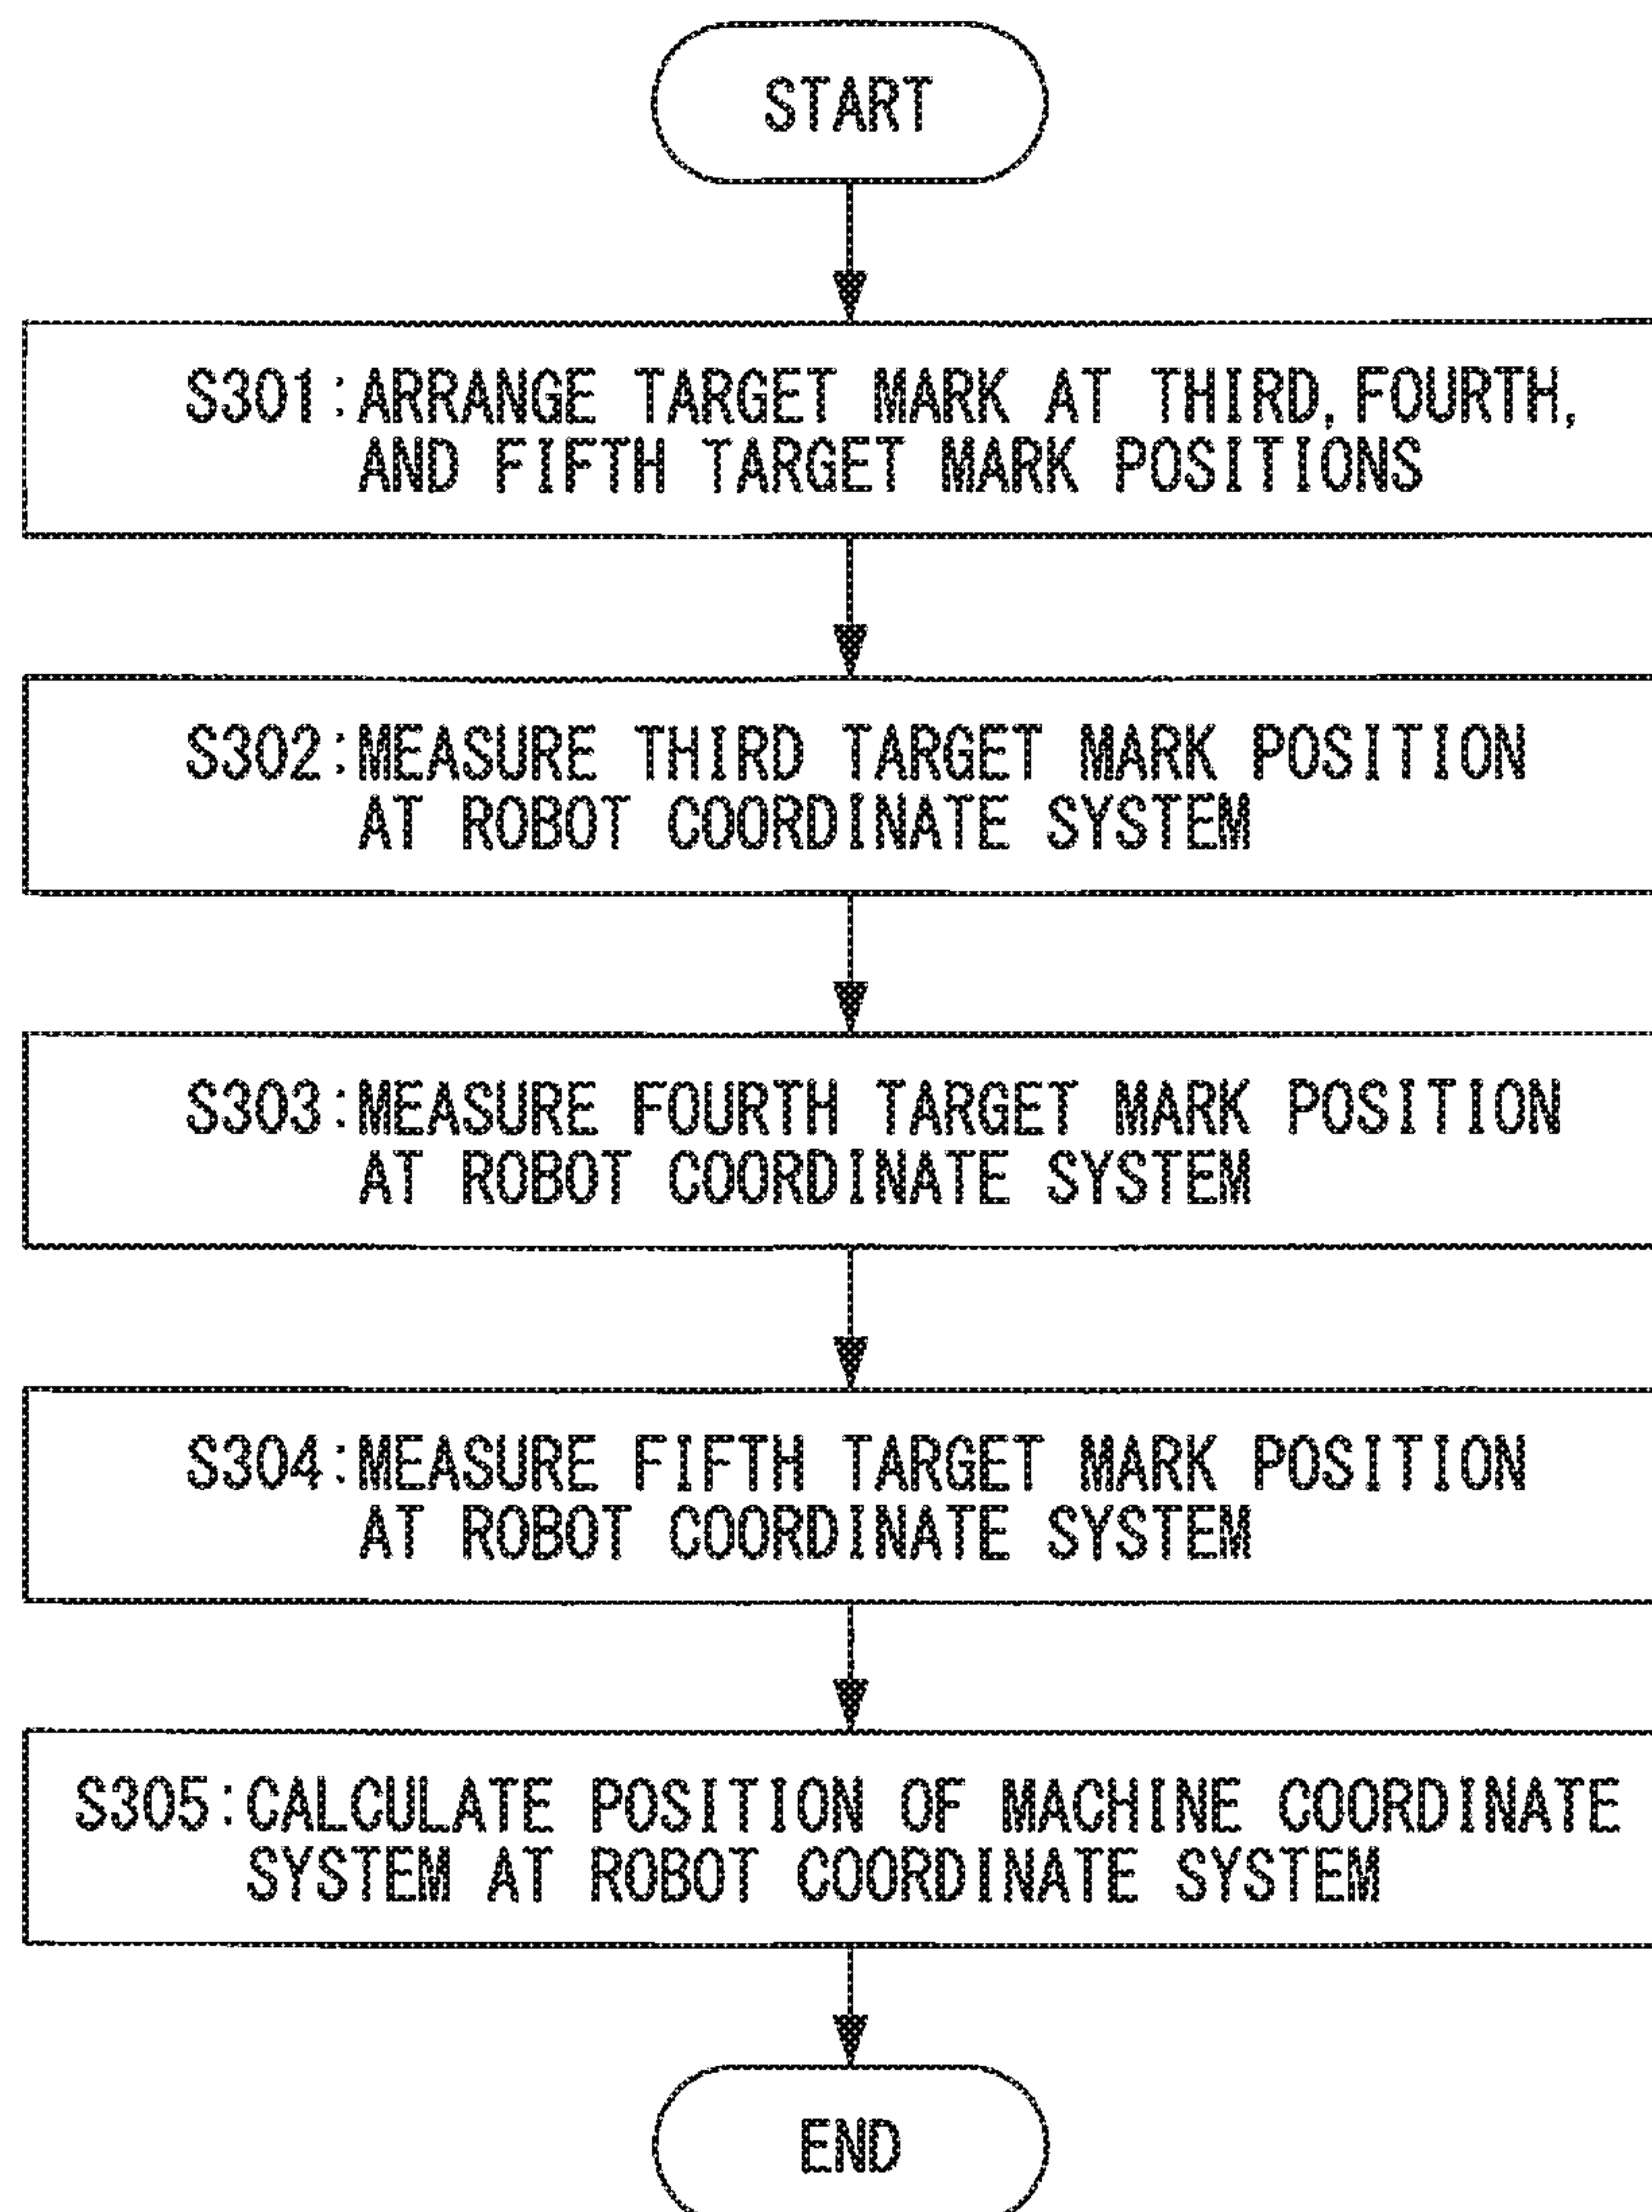 START
S301:ARRANGE TARGET MARK AT THIRD, FOURTH,
AND FIFTH TARGET MARK POSITIONS
S302:MEASURE THIRD TARGET MARK POSITION
AT ROBOT COORDINATE SYSTEM
S303:MEASURE FOURTH TARGET MARK POSITION
AT ROBOT COORDINATE SYSTEM
S304:MEASURE FIFTH TARGET MARK POSITION
AT ROBOT COORDINATE SYSTEM
S305:CALCULATE POSITION OF MACHINE COORDINATE
SYSTEM AT ROBOT COORDINATE SYSTEM
END